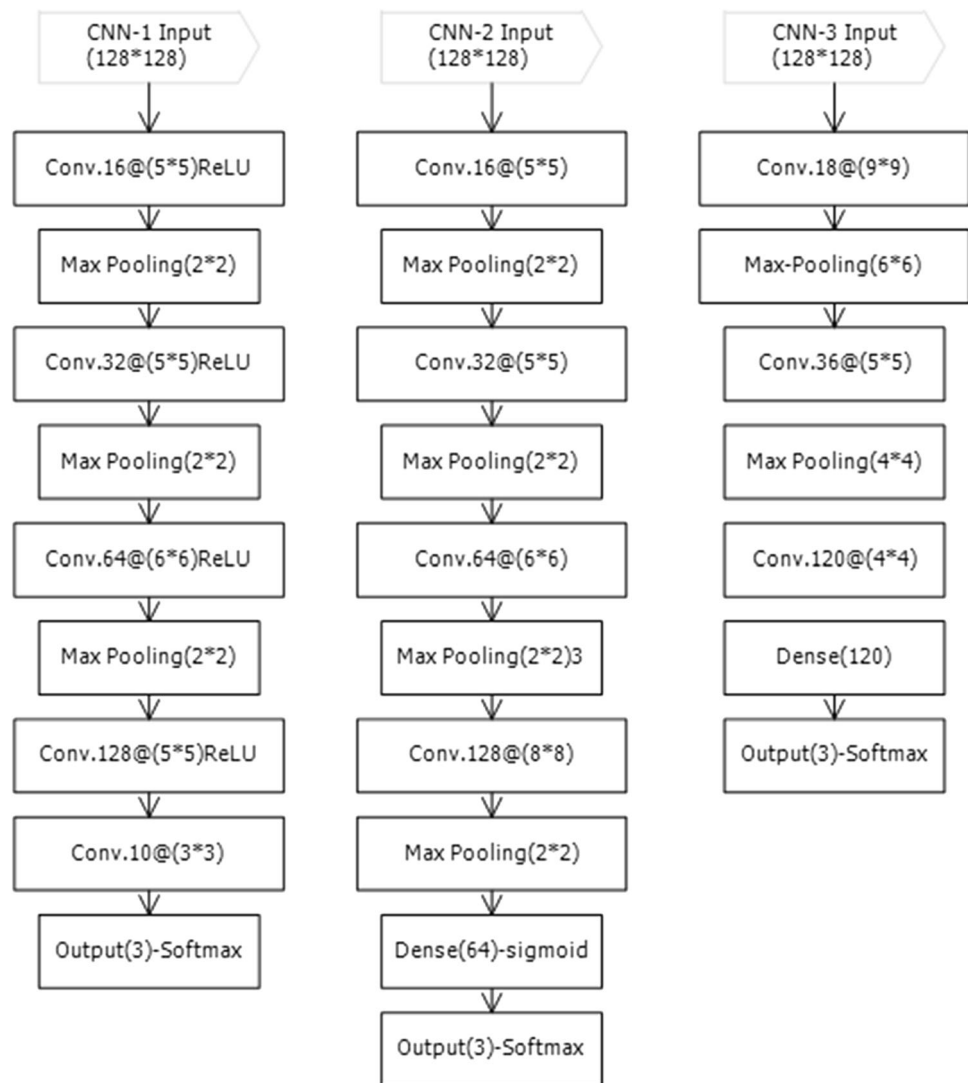 CNN-1 Input
(128*128)
Conv.16@(5*5)ReLU
Max Pooling(2*2)
Conv.32@(5*5)ReLU
Max Pooling(2*2)
Conv.64@(6*6)ReLU
Max Pooling(2*2)
Conv.128@(5*5)ReLU
Conv.10@(3*3)
Output(3)-Softmax
CNN-2 Input
(128*128)
Conv.16@(5*5)
Max Pooling(2*2)
Conv.32@(5*5)
Max Pooling(2*2)
Conv.64@(6*6)
Max Pooling(2*2)3
Conv.128@(8*8)
Max Pooling(2*2)
Dense(64)-sigmoid
Output(3)-Softmax
CNN-3 Input
(128*128)
Conv.18@(9*9)
Max-Pooling(6*6)
Conv.36@(5*5)
Max Pooling(4*4)
Conv.120@(4*4)
Dense(120)
Output(3)-Softmax